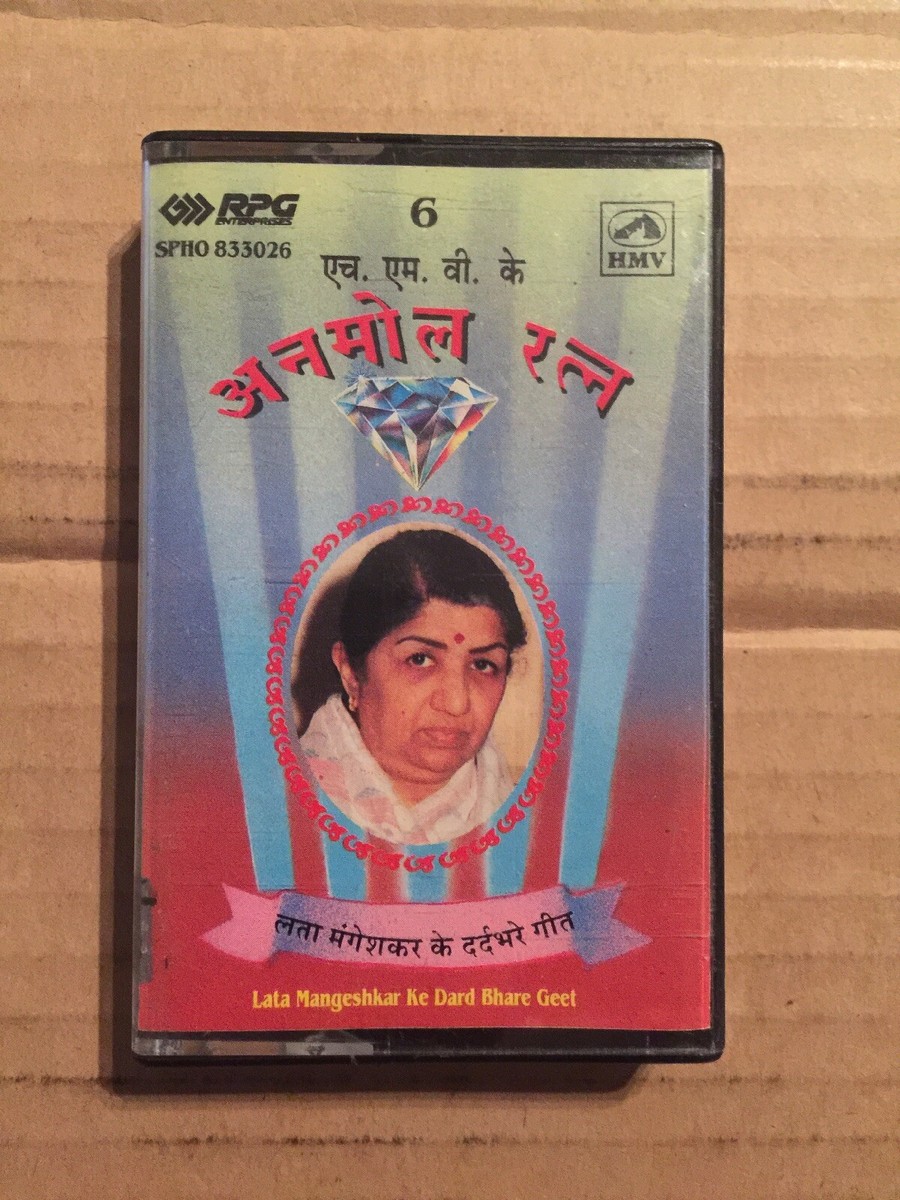 RPG
ENTERPRISES
SPHO 833026
6
HMV
एच. एम. वी. के
अनमोल रत्न
लता मंगेशकर के दर्दभरे गीत
Lata Mangeshkar Ke Dard Bhare Geet